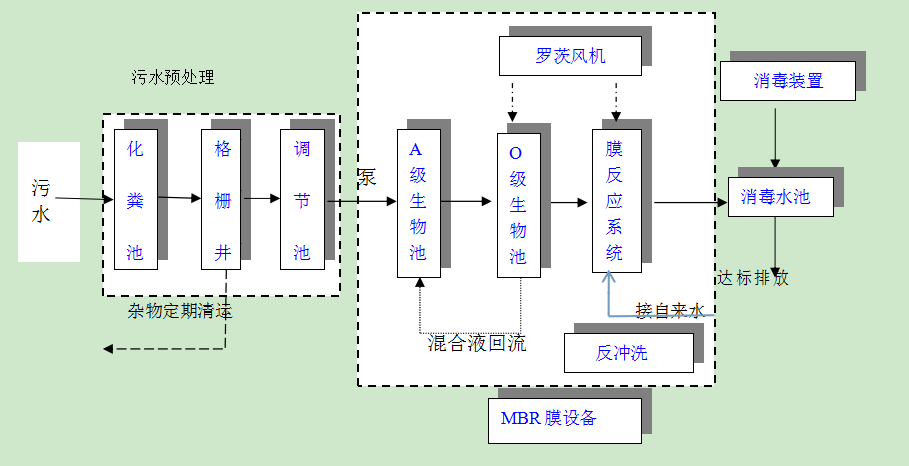 罗茨风机
污水预处理
消毒装置
污水
化粪池
格栅井
调节池
泵
A级生物池
O级生物池
膜反应系统
消毒水池
达标排放
杂物定期清运
混合液回流
接自来水
反冲洗
MBR 膜设备